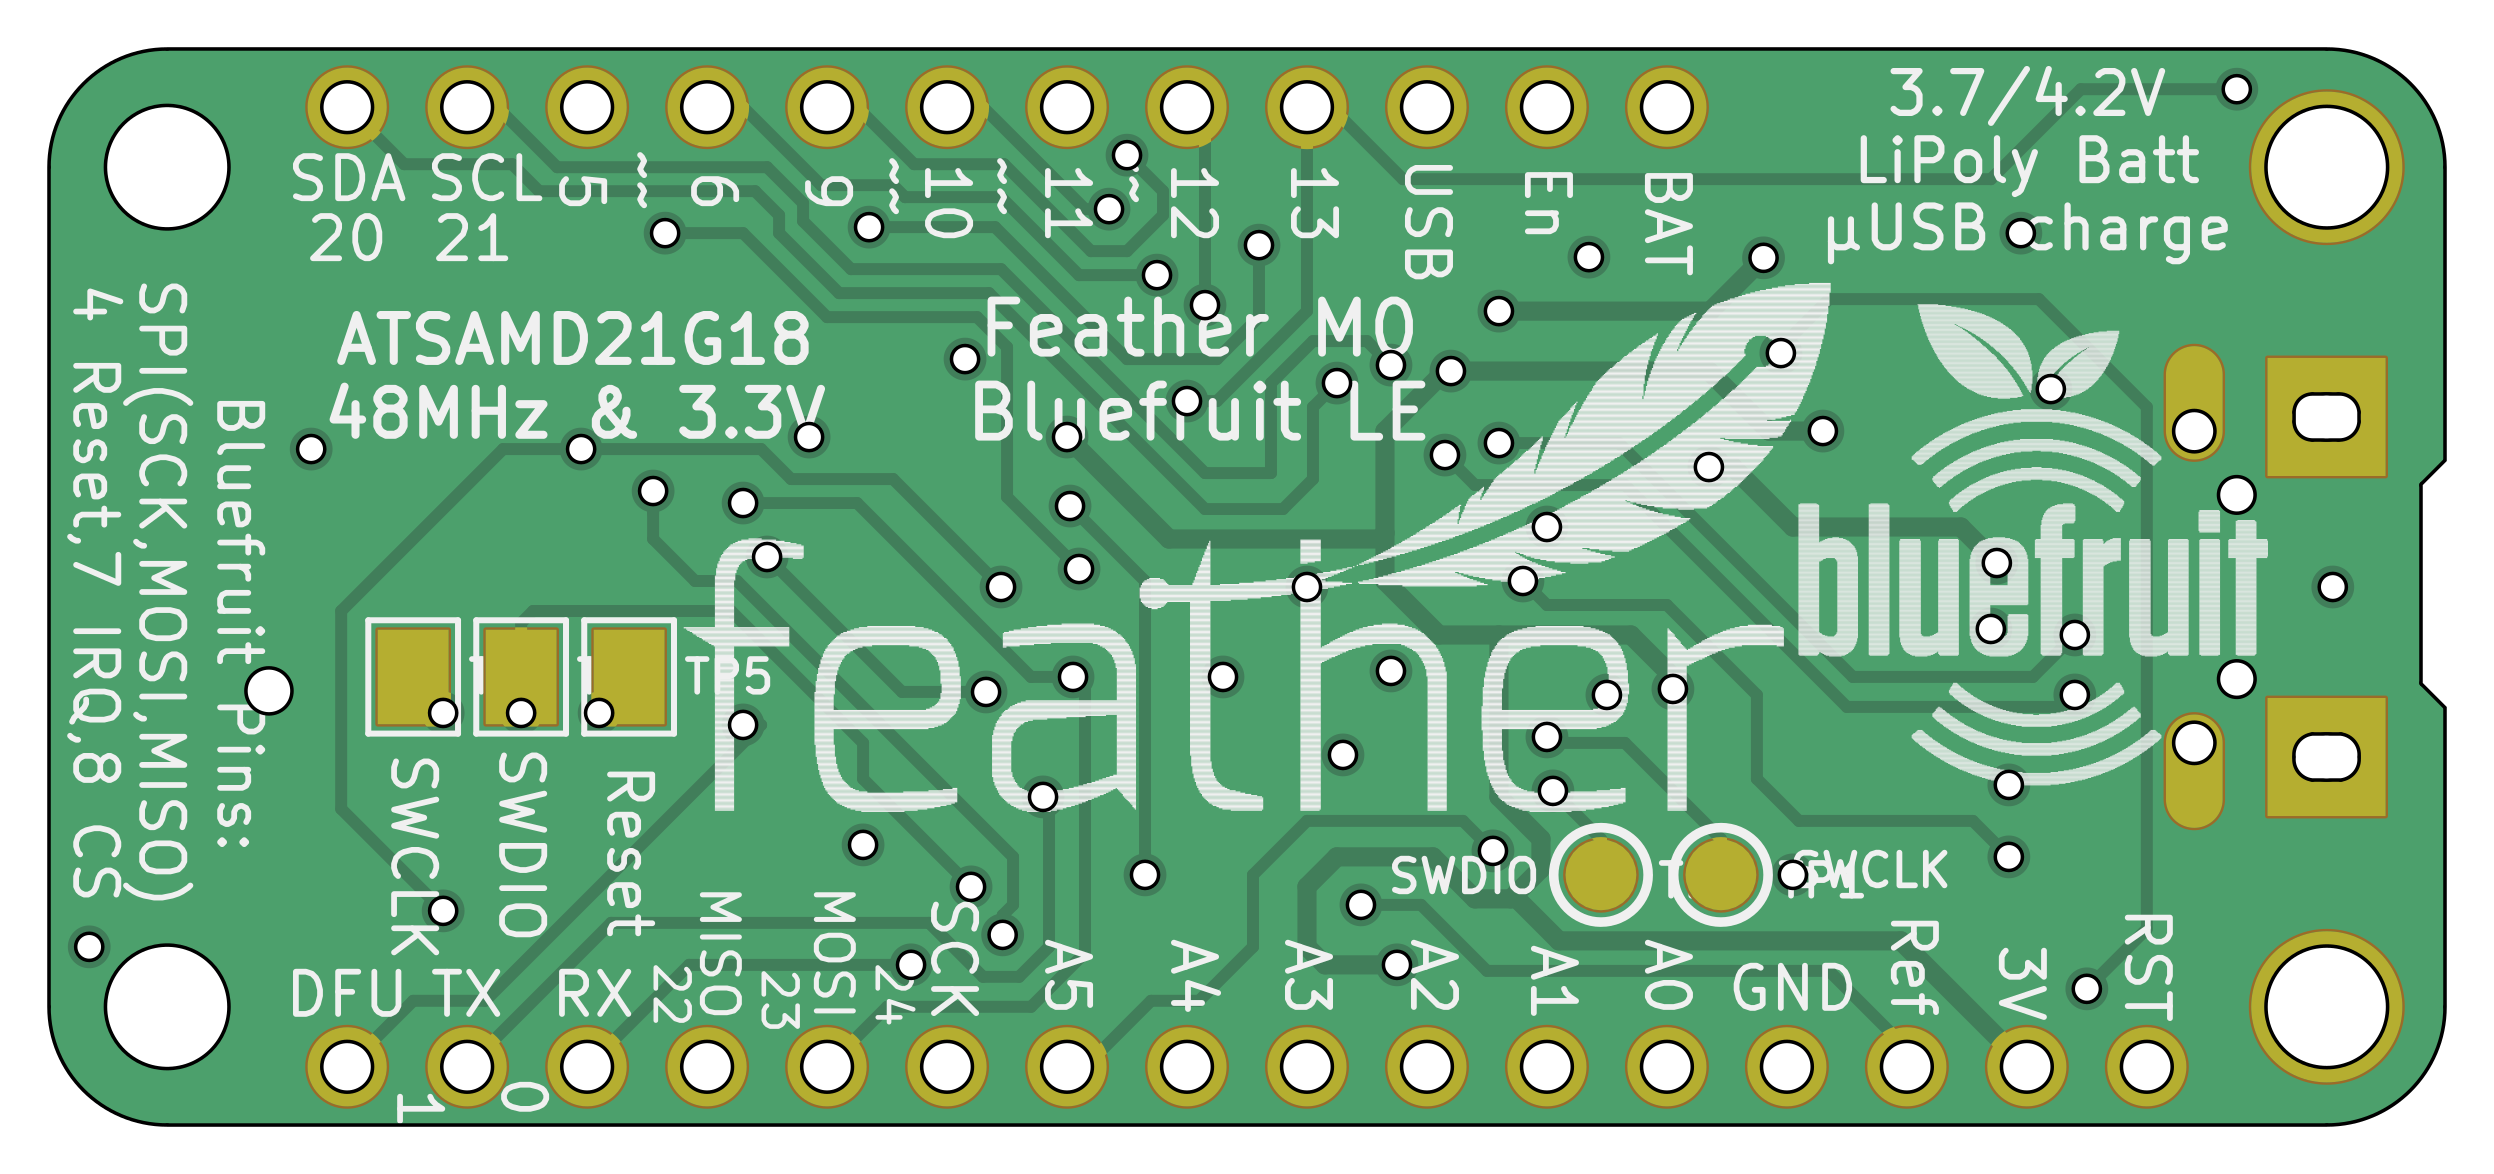 3.7/4.2V
LiPoly Batt
µUSB charge
SDA SCL 5~ 6~ 9~ 10~ 11~ 12~ 13~ USB En BAT
20 21
ATSAMD21G18
48MHz & 3.3V
Feather M0
Bluefruit LE
Bluefruit Pins:
SPI(SCK,MOSI,MISO)
4 Reset,7 IRQ,8 CS
feather
bluefruit
TP5
SWCLK
SWDIO
Reset
SWDIO
SWCLK
DFU TX RX MISO MOSI SCK A5 A4 A3 A2 A1 A0 GND Ref 3V RST
1 0 22 23 24